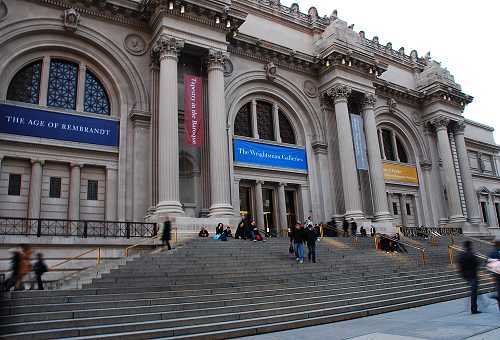 THE AGE OF REMBRANDT
Tapestry in the Baroque
The Wrightsman Galleries